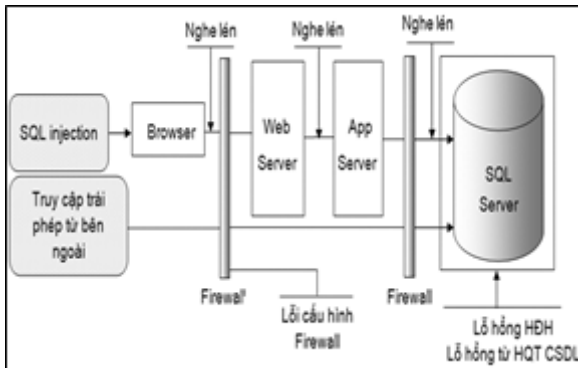 Nghe lén
Nghe lén
Nghe lén
SQL injection
Browser
Web
Server
App
Server
SQL
Server
Truy cập trái
phép từ bên
ngoài
Firewall
Firewall
Lỗi cấu hình
Firewall
Lỗ hổng HĐH
Lỗ hổng từ HQT CSDL